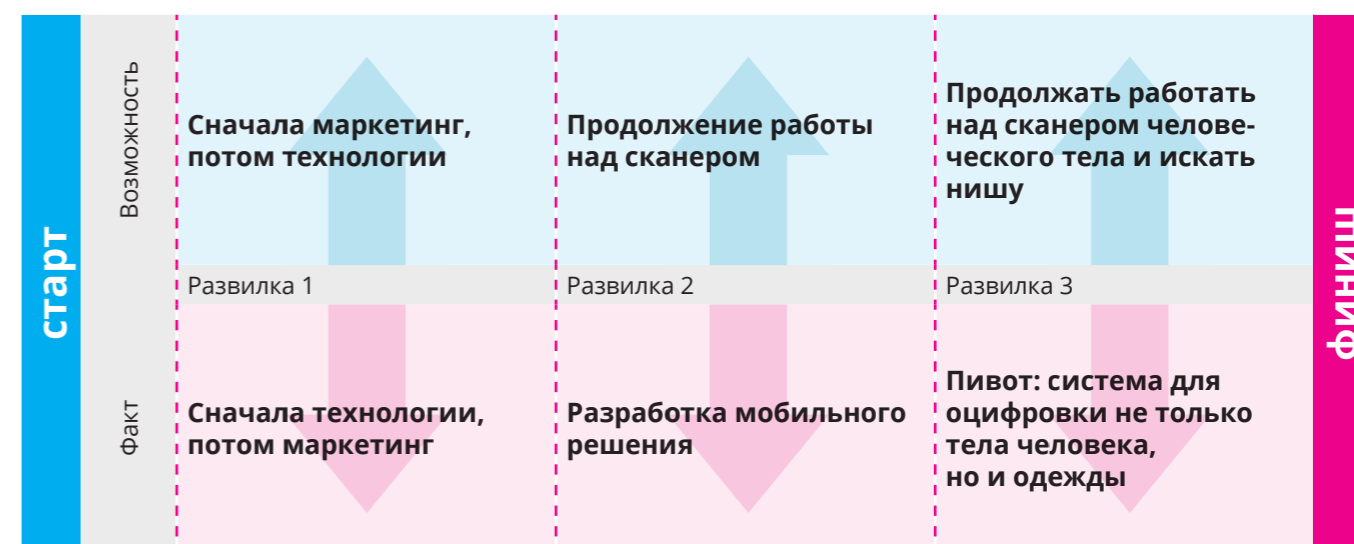 старт
Возможность
Сначала маркетинг,
потом технологии
Продолжение работы
над сканером
Продолжать работать
над сканером челове-
ческого тела и искать
нишу
Развилка 1
Развилка 2
Развилка 3
Факт
Сначала технологии,
потом маркетинг
Разработка мобильного
решения
Пивот: система для
оцифровки не только
тела человека,
но и одежды
финиш